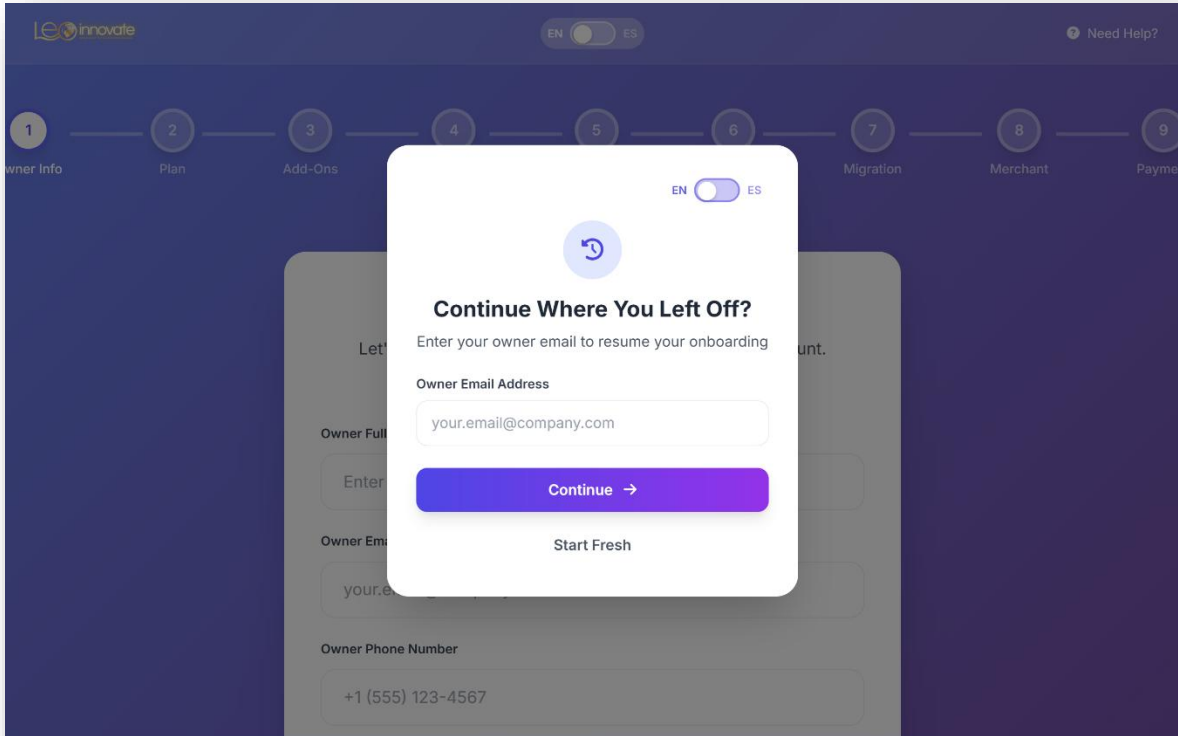 Leo innovate
EN ES
Need Help?
1 2 3 4 5 6 7 8 9
wner Info Plan Add-Ons Migration Merchant Payme
EN ES
Continue Where You Left Off?
Enter your owner email to resume your onboarding
Let' unt.
Owner Email Address
your.email@company.com
Owner Full
Enter
Continue →
Owner Ema
Start Fresh
your.e
Owner Phone Number
+1 (555) 123-4567